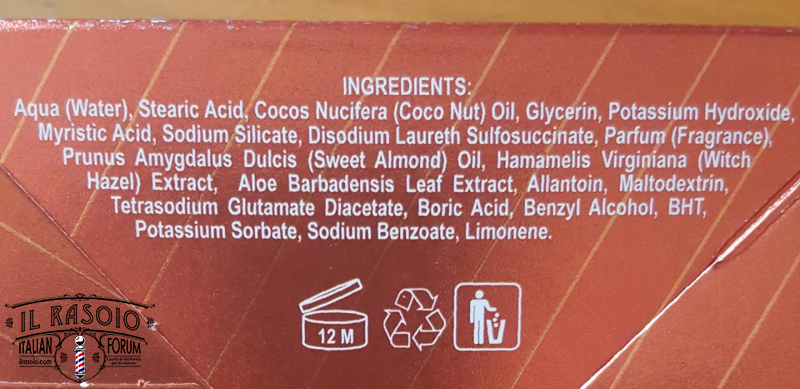 INGREDIENTS:
Aqua (Water), Stearic Acid, Cocos Nucifera (Coco Nut) Oil, Glycerin, Potassium Hydroxide,
Myristic Acid, Sodium Silicate, Disodium Laureth Sulfosuccinate, Parfum (Fragrance),
Prunus Amygdalus Dulcis (Sweet Almond) Oil, Hamamelis Virginiana (Witch
Hazel) Extract, Aloe Barbadensis Leaf Extract, Allantoin, Maltodextrin,
Tetrasodium Glutamate Diacetate, Boric Acid, Benzyl Alcohol, BHT,
Potassium Sorbate, Sodium Benzoate, Limonene.
12 M
IL RASOIO
ITALIAN FORUM
ilrasoio.com